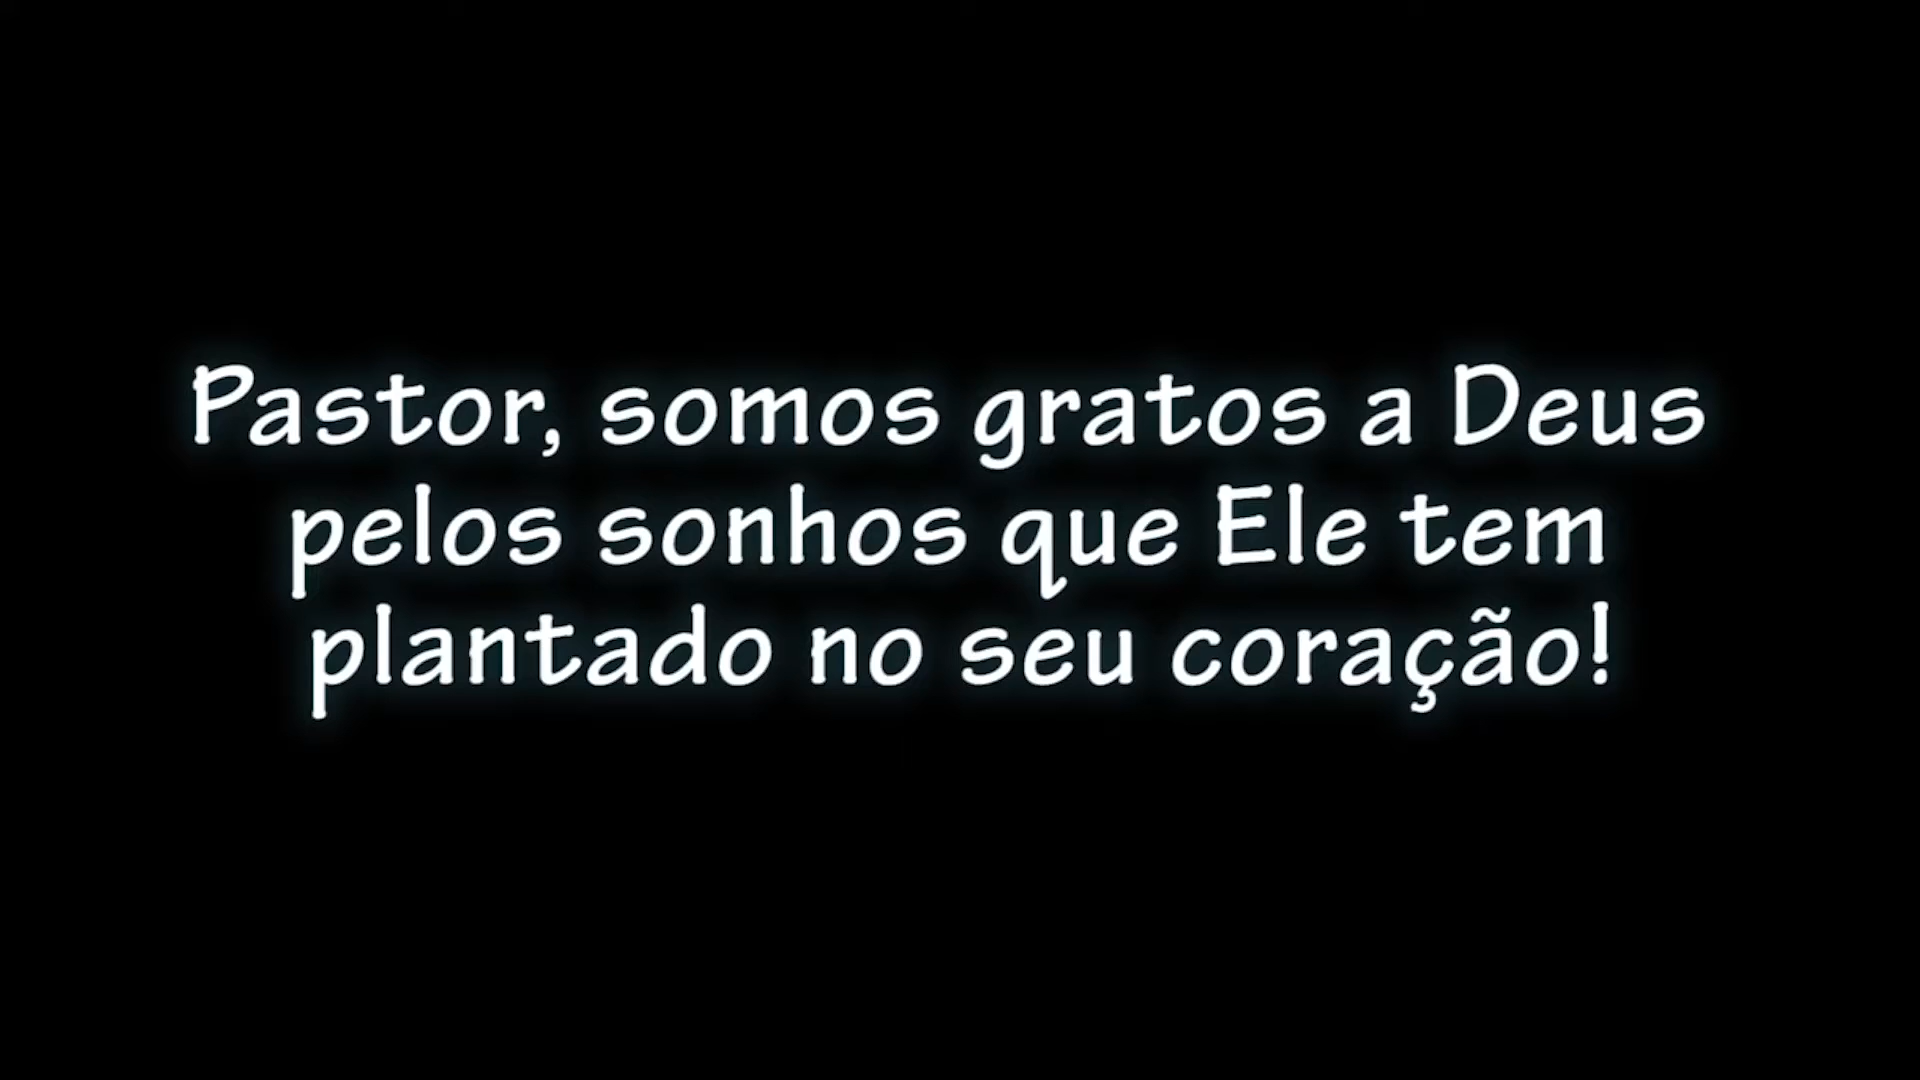 Pastor, somos gratos a Deus
pelos sonhos que Ele tem
plantado no seu coração!